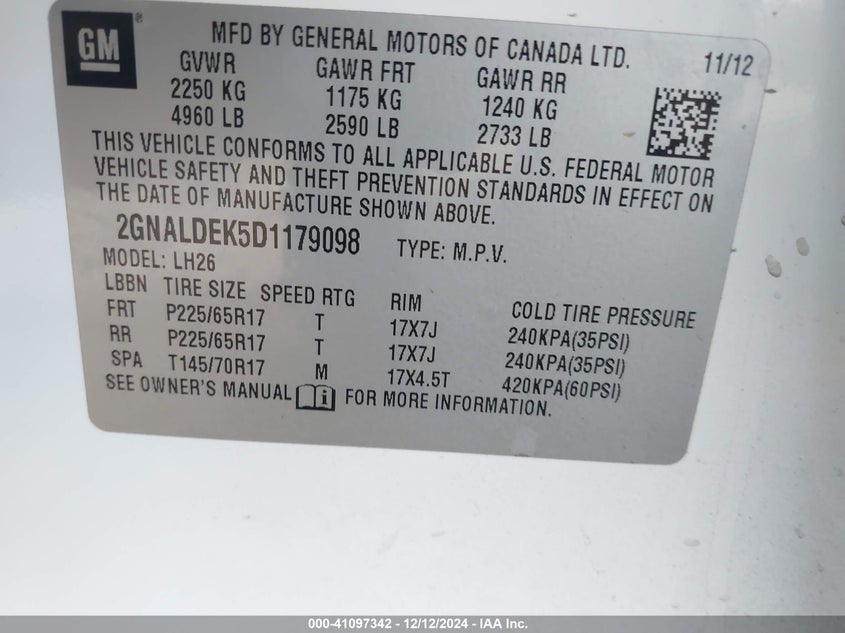 GM ®
MFD BY GENERAL MOTORS OF CANADA LTD. 11/12
GVWR GAWR FRT GAWR RR
2250 KG 1175 KG 1240 KG
4960 LB 2590 LB 2733 LB
THIS VEHICLE CONFORMS TO ALL APPLICABLE U.S. FEDERAL MOTOR
VEHICLE SAFETY AND THEFT PREVENTION STANDARDS IN EFFECT ON
THE DATE OF MANUFACTURE SHOWN ABOVE.
2GNALDEK5D1179098 TYPE: M.P.V.
MODEL: LH26
LBBN TIRE SIZE SPEED RTG RIM COLD TIRE PRESSURE
FRT P225/65R17 T 17X7J 240KPA(35PSI)
RR P225/65R17 T 17X7J 240KPA(35PSI)
SPA T145/70R17 M 17X4.5T 420KPA(60PSI)
SEE OWNER'S MANUAL i FOR MORE INFORMATION.
000-41097342 - 12/12/2024 - IAA Inc.